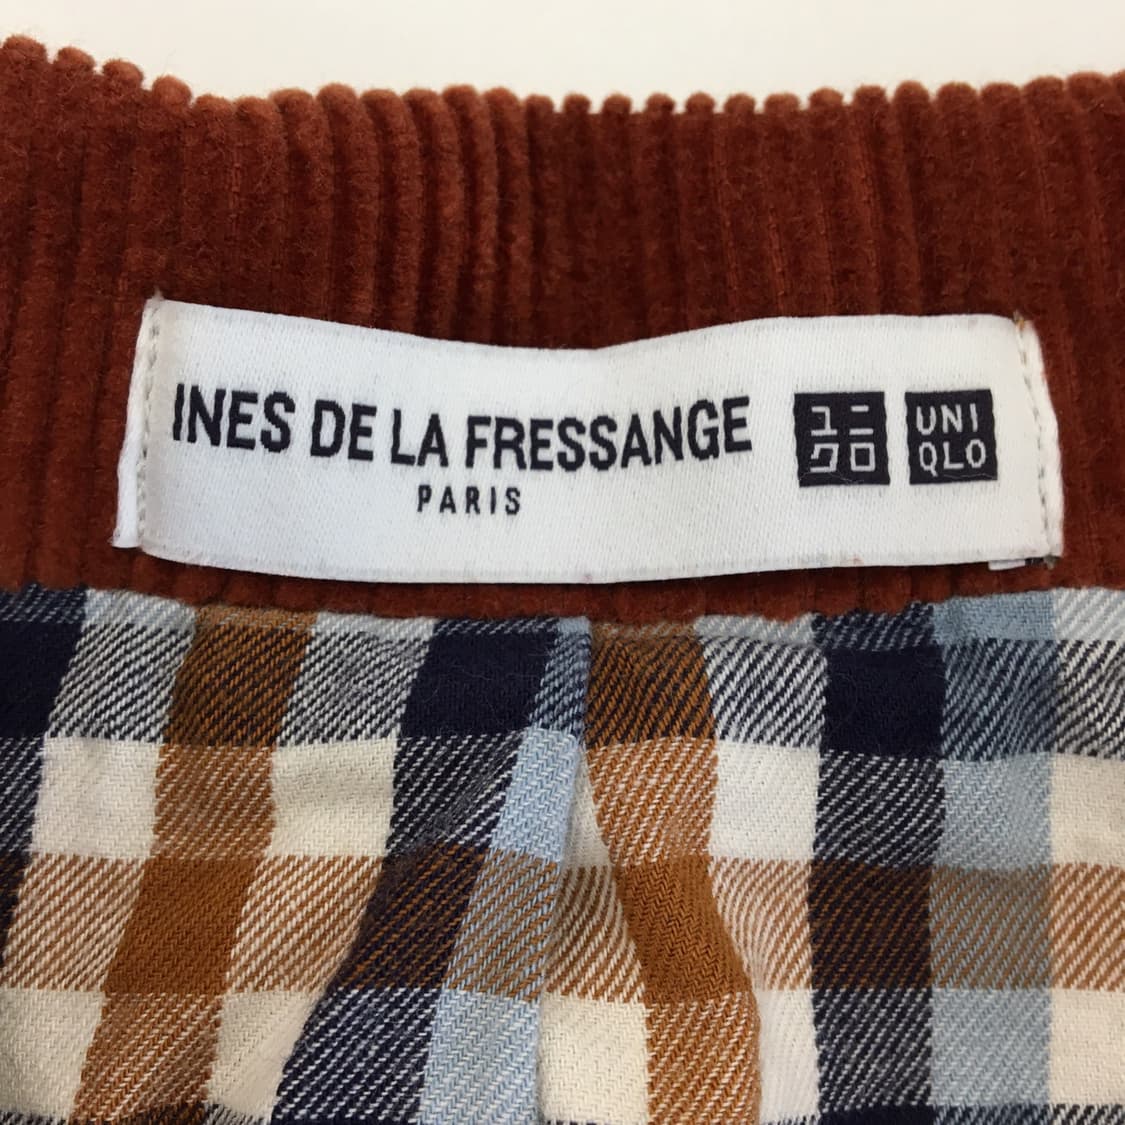 INES DE LA FRESSANGE
PARIS
ユニ
クロ
UNI
QLO